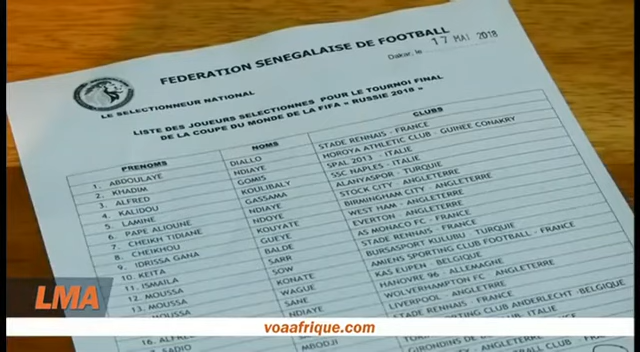 FEDERATION SENEGALAISE DE FOOTBALL
Dakar, le 17 MAI 2018
LE SELECTIONNEUR NATIONAL
LISTE DES JOUEURS SELECTIONNES POUR LE TOURNOI FINAL
DE LA COUPE DU MONDE DE LA FIFA « RUSSIE 2018 »
PRENOMS NOMS CLUBS
1. ABDOULAYE DIALLO STADE RENNAIS - FRANCE
2. KHADIM NDIAYE HOROYA ATHLETIC CLUB - GUINEE CONAKRY
3. ALFRED GOMIS SPAL 2013 - ITALIE
4. KALIDOU KOULIBALY SSC NAPLES - ITALIE
5. LAMINE GASSAMA ALANYASPOR - TURQUIE
6. PAPE ALIOUNE NDIAYE STOCK CITY - ANGLETERRE
7. CHEIKH TIDIANE NDOYE BIRMINGHAM CITY - ANGLETERRE
8. CHEIKHOU KOUYATE WEST HAM - ANGLETERRE
9. IDRISSA GANA GUEYE EVERTON - ANGLETERRE
10. KEITA BALDE AS MONACO FC - FRANCE
11. ISMAILA SARR STADE RENNAIS - FRANCE
12. MOUSSA SOW BURSASPOR KULUBU - TURQUIE
13. MOUSSA KONATE AMIENS SPORTING CLUB FOOTBALL - FRANCE
WAGUE KAS EUPEN - BELGIQUE
SANE HANOVRE 96 - ALLEMAGNE
16. ALFRED NDIAYE WOLVERHAMPTON FC - ANGLETERRE
SADIO LIVERPOOL - ANGLETERRE
MBODJI SPORTING CLUB ANDERLECHT - BELGIQUE
GIRONDINS
LMA
voaafrique.com